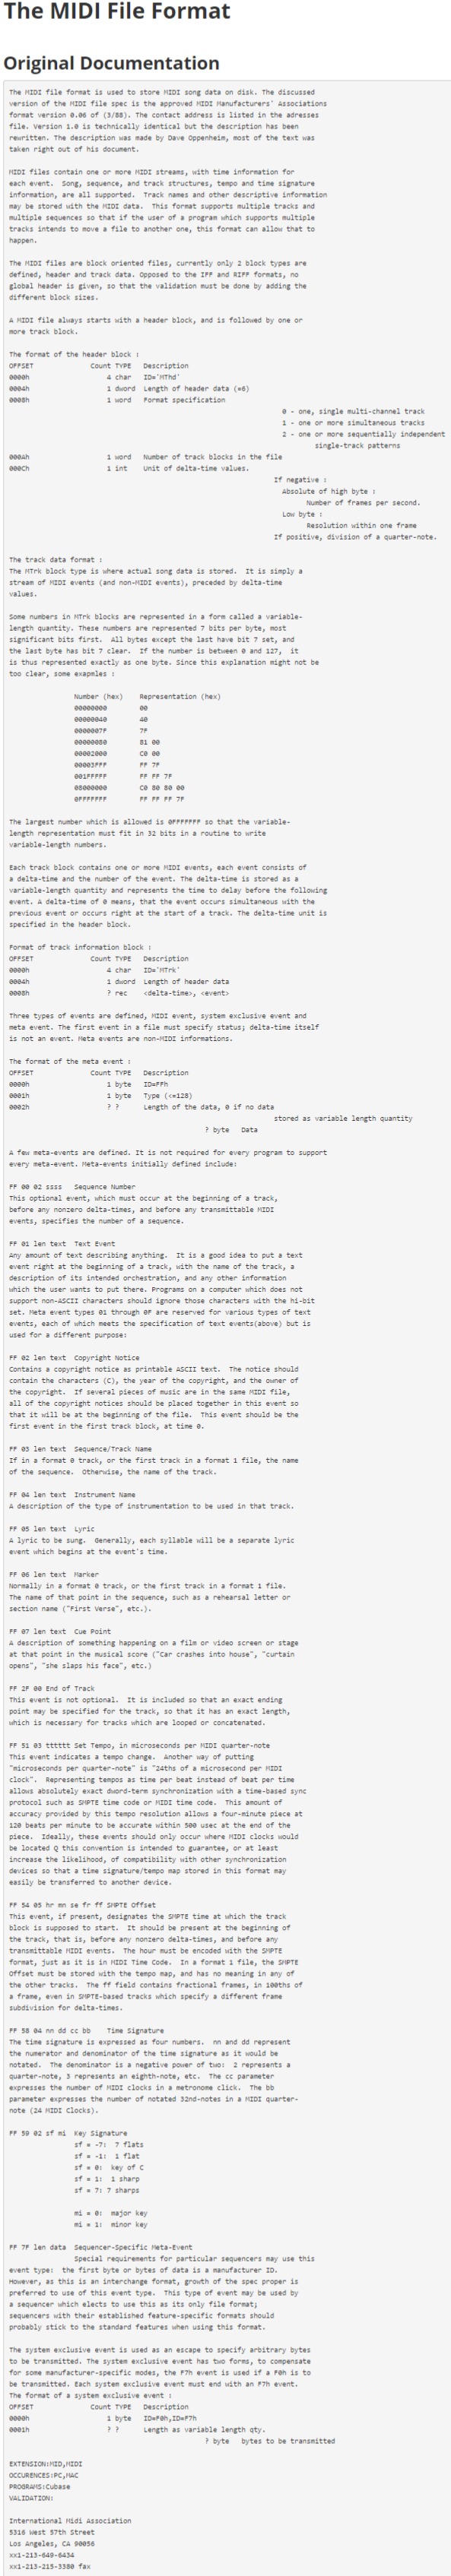 The MIDI File Format
Original Documentation
The MIDI file format is used to store MIDI song data on disk. The discussed
version of the MIDI file spec is the approved MIDI Manufacturers' Associations
format version 0.06 of (3/88). The contact address is listed in the adresses
file. Version 1.0 is technically identical but the description has been
rewritten. The description was made by Dave Oppenheim, most of the text was
taken right out of his document.
MIDI files contain one or more MIDI streams, with time information for
each event. Song, sequence, and track structures, tempo and time signature
information, are all supported. Track names and other descriptive information
may be stored with the MIDI data. This format supports multiple tracks and
multiple sequences so that if the user of a program which supports multiple
tracks intends to move a file to another one, this format can allow that to
happen.
The MIDI files are block oriented files, currently only 2 block types are
defined, header and track data. Opposed to the IFF and RIFF formats, no
global header is given, so that the validation must be done by adding the
different block sizes.
A MIDI file always starts with a header block, and is followed by one or
more track block.
The format of the header block :
OFFSET Count TYPE Description
0000h 4 char ID='MThd'
0004h 1 dword Length of header data (=6)
0008h 1 word Format specification
0 - one, single multi-channel track
1 - one or more simultaneous tracks
2 - one or more sequentially independent
single-track patterns
000Ah 1 word Number of track blocks in the file
000Ch 1 int Unit of delta-time values.
If negative :
Absolute of high byte :
Number of frames per second.
Low byte :
Resolution within one frame
If positive, division of a quarter-note.
The track data format :
The MTrk block type is where actual song data is stored. It is simply a
stream of MIDI events (and non-MIDI events), preceded by delta-time
values.
Some numbers in MTrk blocks are represented in a form called a variable-
length quantity. These numbers are represented 7 bits per byte, most
significant bits first. All bytes except the last have bit 7 set, and
the last byte has bit 7 clear. If the number is between 0 and 127, it
is thus represented exactly as one byte. Since this explanation might not be
too clear, some exapmles :
Number (hex) Representation (hex)
00000000 00
00000040 40
0000007F 7F
00000080 81 00
00002000 C0 00
00003FFF FF 7F
001FFFFF FF FF 7F
08000000 C0 80 80 00
0FFFFFFF FF FF FF 7F
The largest number which is allowed is 0FFFFFFF so that the variable-
length representation must fit in 32 bits in a routine to write
variable-length numbers.
Each track block contains one or more MIDI events, each event consists of
a delta-time and the number of the event. The delta-time is stored as a
variable-length quantity and represents the time to delay before the following
event. A delta-time of 0 means, that the event occurs simultaneous with the
previous event or occurs right at the start of a track. The delta-time unit is
specified in the header block.
Format of track information block :
OFFSET Count TYPE Description
0000h 4 char ID='MTrk'
0004h 1 dword Length of header data
0008h ? rec <delta-time>, <event>
Three types of events are defined, MIDI event, system exclusive event and
meta event. The first event in a file must specify status; delta-time itself
is not an event. Meta events are non-MIDI informations.
The format of the meta event :
OFFSET Count TYPE Description
0000h 1 byte ID=FFh
0001h 1 byte Type (<=128)
0002h ? ? Length of the data, 0 if no data
stored as variable length quantity
? byte Data
A few meta-events are defined. It is not required for every program to support
every meta-event. Meta-events initially defined include:
FF 00 02 ssss Sequence Number
This optional event, which must occur at the beginning of a track,
before any nonzero delta-times, and before any transmittable MIDI
events, specifies the number of a sequence.
FF 01 len text Text Event
Any amount of text describing anything. It is a good idea to put a text
event right at the beginning of a track, with the name of the track, a
description of its intended orchestration, and any other information
which the user wants to put there. Programs on a computer which does not
support non-ASCII characters should ignore those characters with the hi-bit
set. Meta event types 01 through 0F are reserved for various types of text
events, each of which meets the specification of text events(above) but is
used for a different purpose:
FF 02 len text Copyright Notice
Contains a copyright notice as printable ASCII text. The notice should
contain the characters (C), the year of the copyright, and the owner of
the copyright. If several pieces of music are in the same MIDI file,
all of the copyright notices should be placed together in this event so
that it will be at the beginning of the file. This event should be the
first event in the first track block, at time 0.
FF 03 len text Sequence/Track Name
If in a format 0 track, or the first track in a format 1 file, the name
of the sequence. Otherwise, the name of the track.
FF 04 len text Instrument Name
A description of the type of instrumentation to be used in that track.
FF 05 len text Lyric
A lyric to be sung. Generally, each syllable will be a separate lyric
event which begins at the event's time.
FF 06 len text Marker
Normally in a format 0 track, or the first track in a format 1 file.
The name of that point in the sequence, such as a rehearsal letter or
section name ("First Verse", etc.).
FF 07 len text Cue Point
A description of something happening on a film or video screen or stage
at that point in the musical score ("Car crashes into house", "curtain
opens", "she slaps his face", etc.)
FF 2F 00 End of Track
This event is not optional. It is included so that an exact ending
point may be specified for the track, so that it has an exact length,
which is necessary for tracks which are looped or concatenated.
FF 51 03 tttttt Set Tempo, in microseconds per MIDI quarter-note
This event indicates a tempo change. Another way of putting
"microseconds per quarter-note" is "24ths of a microsecond per MIDI
clock". Representing tempos as time per beat instead of beat per time
allows absolutely exact dword-term synchronization with a time-based sync
protocol such as SMPTE time code or MIDI time code. This amount of
accuracy provided by this tempo resolution allows a four-minute piece at
120 beats per minute to be accurate within 500 usec at the end of the
piece. Ideally, these events should only occur where MIDI clocks would
be located Q this convention is intended to guarantee, or at least
increase the likelihood, of compatibility with other synchronization
devices so that a time signature/tempo map stored in this format may
easily be transferred to another device.
FF 54 05 hr mn se fr ff SMPTE Offset
This event, if present, designates the SMPTE time at which the track
block is supposed to start. It should be present at the beginning of
the track, that is, before any nonzero delta-times, and before any
transmittable MIDI events. The hour must be encoded with the SMPTE
format, just as it is in MIDI Time Code. In a format 1 file, the SMPTE
Offset must be stored with the tempo map, and has no meaning in any of
the other tracks. The ff field contains fractional frames, in 100ths of
a frame, even in SMPTE-based tracks which specify a different frame
subdivision for delta-times.
FF 58 04 nn dd cc bb Time Signature
The time signature is expressed as four numbers. nn and dd represent
the numerator and denominator of the time signature as it would be
notated. The denominator is a negative power of two: 2 represents a
quarter-note, 3 represents an eighth-note, etc. The cc parameter
expresses the number of MIDI clocks in a metronome click. The bb
parameter expresses the number of notated 32nd-notes in a MIDI quarter-
note (24 MIDI Clocks).
FF 59 02 sf mi Key Signature
sf = -7: 7 flats
sf = -1: 1 flat
sf = 0: key of C
sf = 1: 1 sharp
sf = 7: 7 sharps
mi = 0: major key
mi = 1: minor key
FF 7F len data Sequencer-Specific Meta-Event
Special requirements for particular sequencers may use this
event type: the first byte or bytes of data is a manufacturer ID.
However, as this is an interchange format, growth of the spec proper is
preferred to use of this event type. This type of event may be used by
a sequencer which elects to use this as its only file format;
sequencers with their established feature-specific formats should
probably stick to the standard features when using this format.
The system exclusive event is used as an escape to specify arbitrary bytes
to be transmitted. The system exclusive event has two forms, to compensate
for some manufacturer-specific modes, the F7h event is used if a F0h is to
be transmitted. Each system exclusive event must end with an F7h event.
The format of a system exclusive event :
OFFSET Count TYPE Description
0000h 1 byte ID=F0h,ID=F7h
0001h ? ? Length as variable length qty.
? byte bytes to be transmitted
EXTENSION:MID,MIDI
OCCURENCES:PC,MAC
PROGRAMS:Cubase
VALIDATION:
International Midi Association
5316 West 57th Street
Los Angeles, CA 90056
xx1-213-649-6434
xx1-213-215-3380 fax